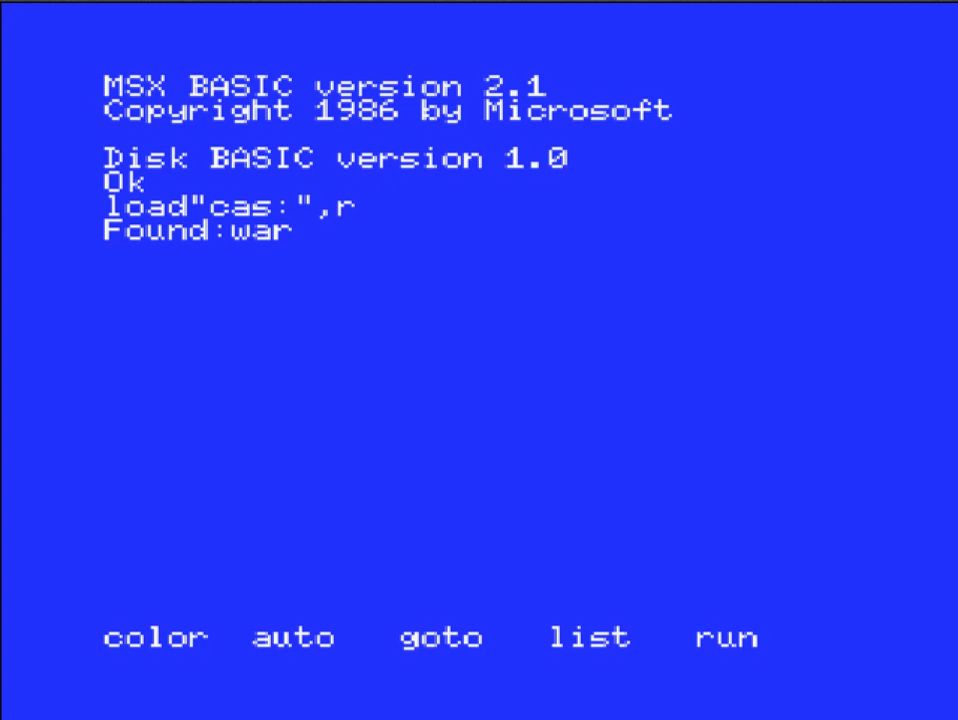 MSX BASIC version 2.1
Copyright 1986 by Microsoft
Disk BASIC version 1.0
Ok
load"cas:",r
Found:war
color auto goto list run